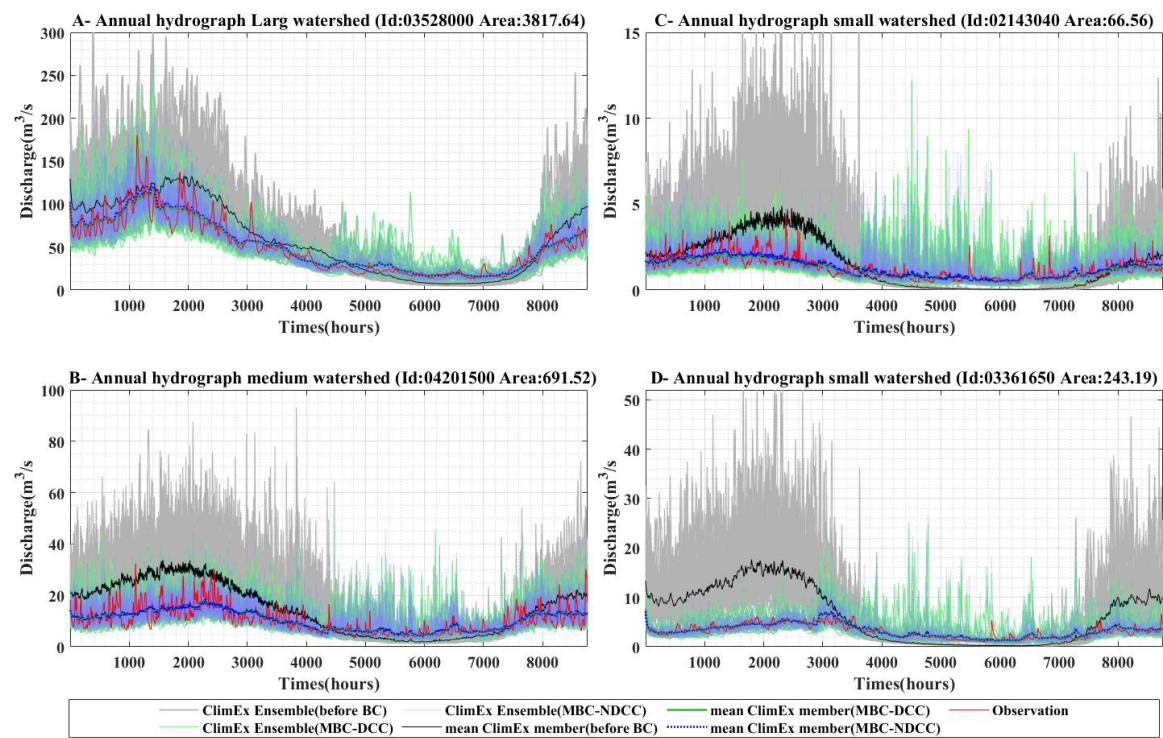 A- Annual hydrograph Larg watershed (Id:03528000 Area:3817.64)
300
250
200
150
100
50
0
Discharge(m³/s
1000 2000 3000 4000 5000 6000 7000 8000
Times(hours)
C- Annual hydrograph small watershed (Id:02143040 Area:66.56)
15
10
5
0
Discharge(m³/s
1000 2000 3000 4000 5000 6000 7000 8000
Times(hours)
B- Annual hydrograph medium watershed (Id:04201500 Area:691.52)
100
80
60
40
20
0
Discharge(m³/s
1000 2000 3000 4000 5000 6000 7000 8000
Times(hours)
D- Annual hydrograph small watershed (Id:03361650 Area:243.19)
50
40
30
20
10
0
Discharge(m³/s
1000 2000 3000 4000 5000 6000 7000 8000
Times(hours)
ClimEx Ensemble(before BC) ClimEx Ensemble(MBC-NDCC) mean ClimEx member(MBC-DCC) Observation
ClimEx Ensemble(MBC-DCC) mean ClimEx member(before BC) mean ClimEx member(MBC-NDCC)